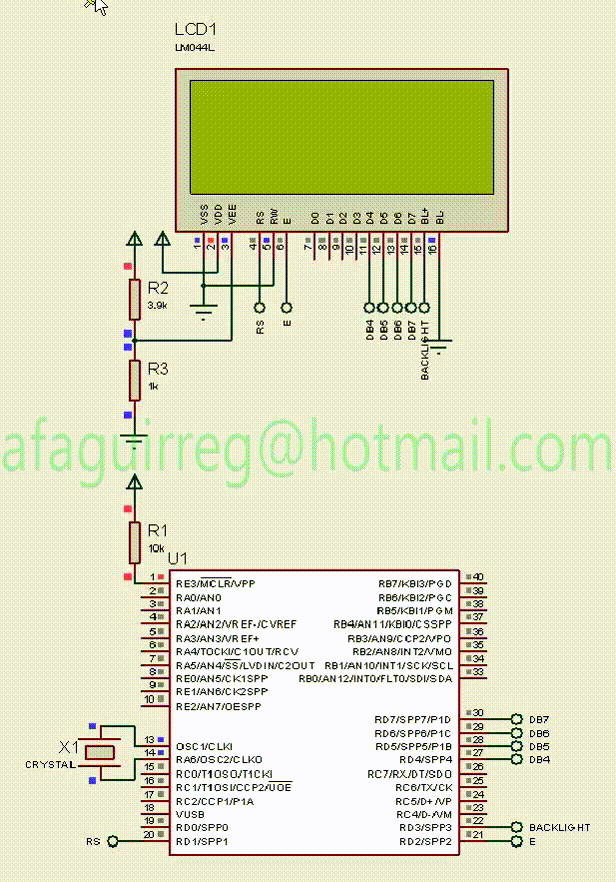 LCD1
LM044L
VSS VDD VEE RS RW E D0 D1 D2 D3 D4 D5 D6 D7 BL+ BL
1 2 3 4 5 6 7 8 9 10 11 12 13 14 15 16
R2
3.9k
RS E DB4 DB5 DB6 DB7 BACKLIGHT
R3
1k
afaguirreg@hotmail.com
R1
10k
U1
1 RE3/MCLR/VPP RB7/KBI3/PGD 40
2 RA0/AN0 RB6/KBI2/PGC 39
3 RA1/AN1 RB5/KBI1/PGM 38
4 RA2/AN2/VREF-/CVREF RB4/AN11/KBI0/CSSPP 37
5 RA3/AN3/VREF+ RB3/AN9/CCP2/VPO 36
6 RA4/TOCKI/C1OUT/RCV RB2/AN8/INT2/VMO 35
7 RA5/AN4/SS/LVDIN/C2OUT RB1/AN10/INT1/SCK/SCL 34
8 RE0/AN5/CK1SPP RB0/AN12/INT0/FLT0/SDI/SDA 33
9 RE1/AN6/CK2SPP
10 RE2/AN7/OESPP
RD7/SPP7/P1D 30 DB7
RD6/SPP6/P1C 29 DB6
X1 13 OSC1/CLKI RD5/SPP5/P1B 28 DB5
CRYSTAL 14 RA6/OSC2/CLKO RD4/SPP4 27 DB4
15 RC0/T1OSO/T1CKI RC7/RX/DT/SDO 26
16 RC1/T1OSI/CCP2/UOE RC6/TX/CK 25
17 RC2/CCP1/P1A RC5/D+/VP 24
18 VUSB RC4/D-/VM 23
19 RD0/SPP0 RD3/SPP3 22 BACKLIGHT
RS 20 RD1/SPP1 RD2/SPP2 21 E